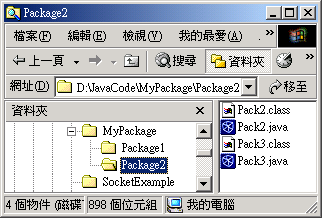 Package2
檔案(F) 編輯(E) 檢視(V) 我的最愛(A) »
上一頁 搜尋 資料夾 »
網址(D) D:\JavaCode\MyPackage\Package2 移至
資料夾 ×
MyPackage
Package1
Package2
SocketExample
Pack2.class
Pack2.java
Pack3.class
Pack3.java
4 個物件 (磁碟 898 個位元組 我的電腦